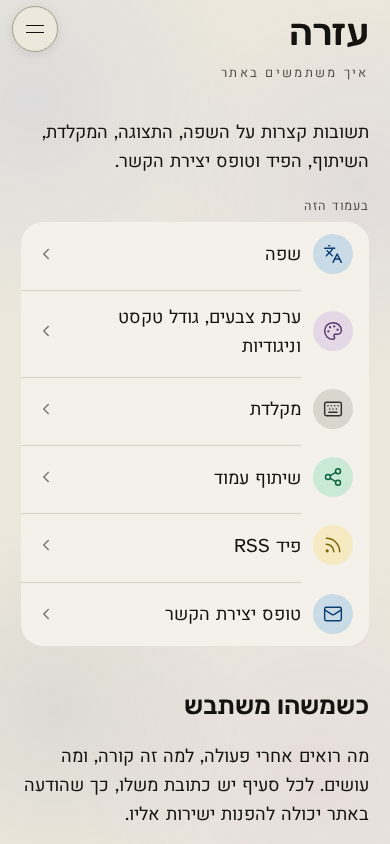 עזרה
איך משתמשים באתר
תשובות קצרות על השפה, התצוגה, המקלדת,
השיתוף, הפיד וטופס יצירת הקשר.
בעמוד הזה
שפה
ערכת צבעים, גודל טקסט
וניגודיות
מקלדת
שיתוף עמוד
פיד RSS
טופס יצירת הקשר
כשמשהו משתבש
מה רואים אחרי פעולה, למה זה קורה, ומה
עושים. לכל סעיף יש כתובת משלו, כך שהודעה
באתר יכולה להפנות ישירות אליו.